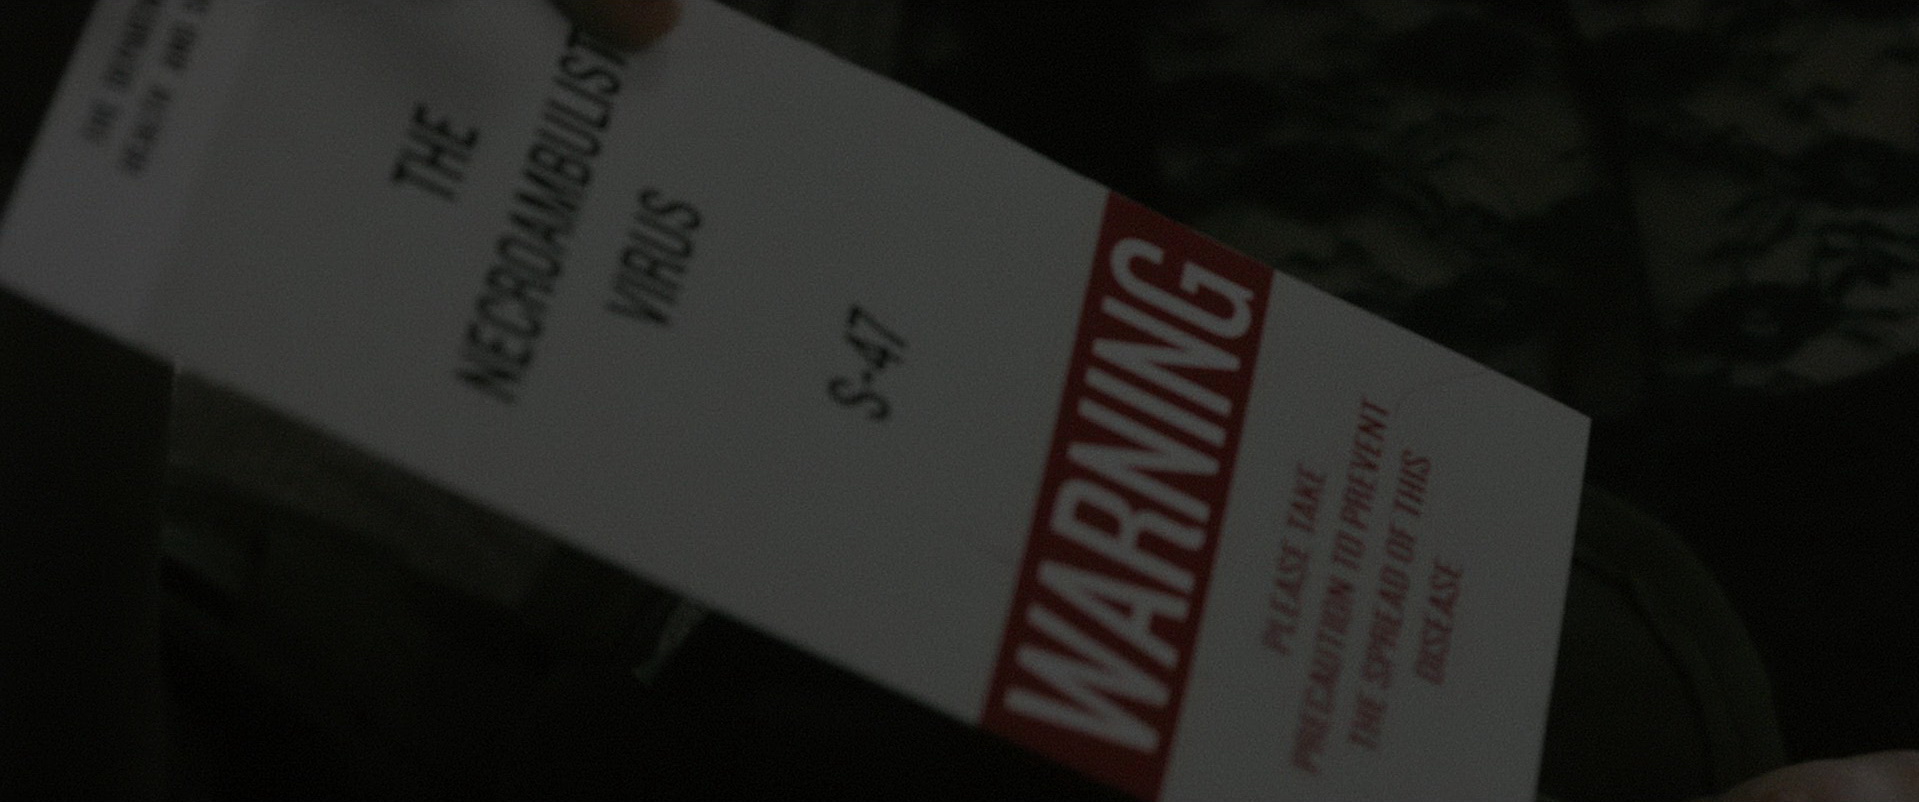 THE
NECROAMBULIST
VIRUS
S-47
WARNING
PLEASE TAKE
PRECAUTION TO PREVENT
THE SPREAD OF THIS
DISEASE